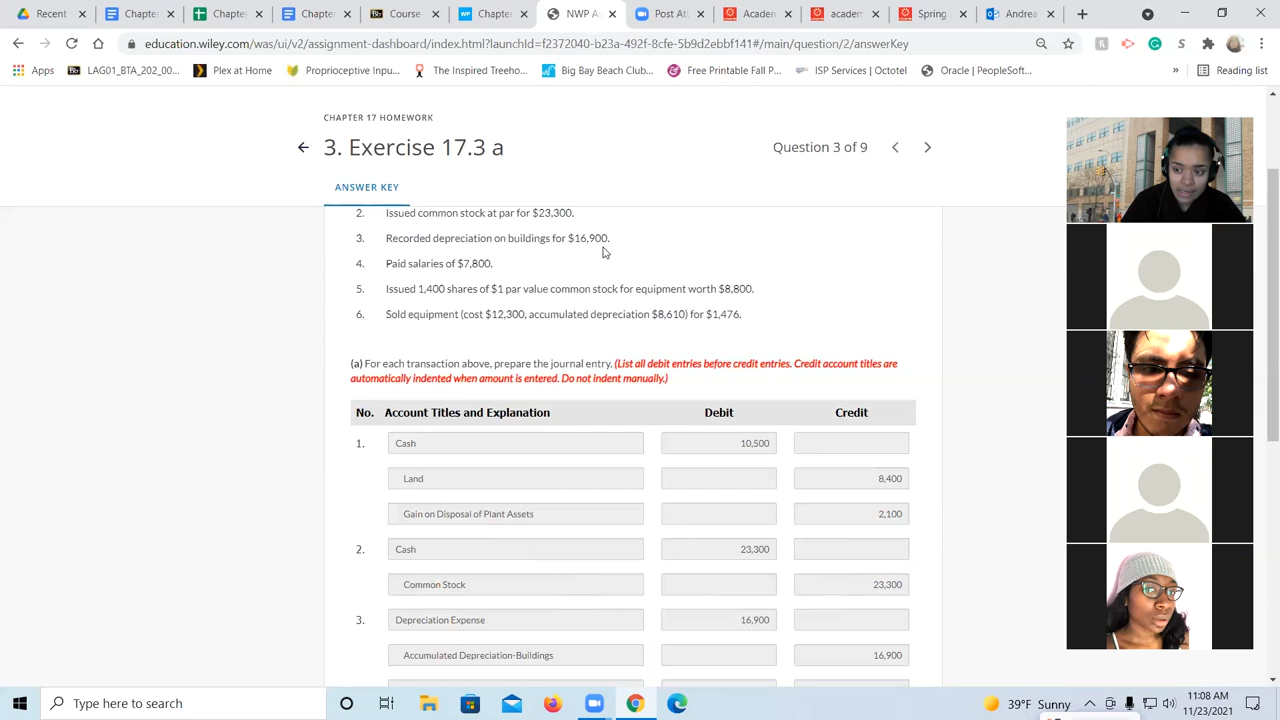 Recent
Chapter
Chapter
Course
Chapte
NWP A
Post At
Academ
academ
Spring
Andrea
education.wiley.com/was/ui/v2/assignment-dashboard/index.html?launchId=f2372040-b23a-492f-8cfe-5b9d2ebbf141#/main/question/2/answerKey
Apps
LAG01_BTA_202_00...
Plex at Home
Proprioceptive Inpu...
The Inspired Treeho...
Big Bay Beach Club...
Free Printable Fall P...
ISP Services | Octotel
Oracle | PeopleSoft...
»
Reading list
CHAPTER 17 HOMEWORK
3. Exercise 17.3 a
Question 3 of 9
ANSWER KEY
2. Issued common stock at par for $23,300.
3. Recorded depreciation on buildings for $16,900.
4. Paid salaries of $7,800.
5. Issued 1,400 shares of $1 par value common stock for equipment worth $8,800.
6. Sold equipment (cost $12,300, accumulated depreciation $8,610) for $1,476.
(a) For each transaction above, prepare the journal entry. (List all debit entries before credit entries. Credit account titles are
automatically indented when amount is entered. Do not indent manually.)
No. Account Titles and Explanation Debit Credit
1. Cash 10,500
Land 8,400
Gain on Disposal of Plant Assets 2,100
2. Cash 23,300
Common Stock 23,300
3. Depreciation Expense 16,900
Accumulated Depreciation-Buildings 16,900
Type here to search
39°F Sunny
11:08 AM
11/23/2021